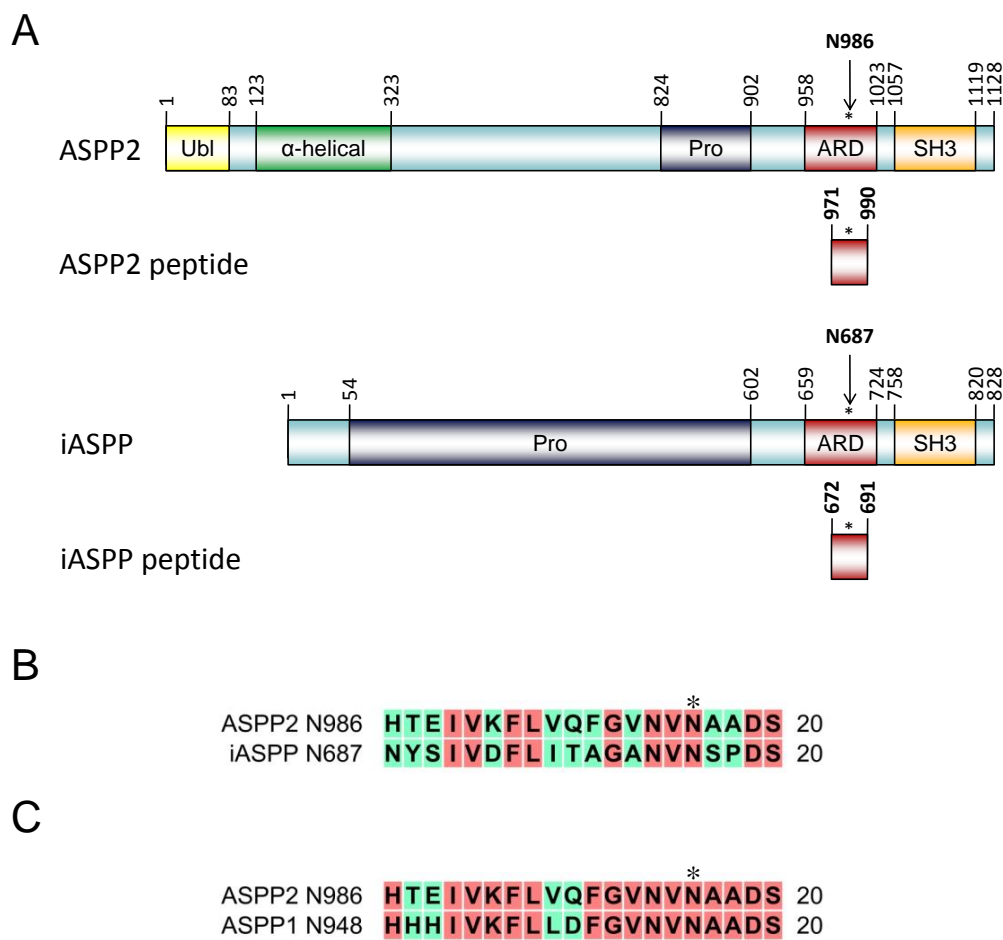 A
N986
1 83 123 323 824 902 958 1023 1057 1119 1128
*
ASPP2 Ubl α-helical Pro ARD SH3
971 990
*
ASPP2 peptide
N687
1 54 602 659 724 758 820 828
*
iASPP Pro ARD SH3
672 691
*
iASPP peptide
B
*
ASPP2 N986 HTEIVKFLVQFGVNVNAADS 20
iASPP N687 NYSIVDFLITAGANVNSPDS 20
C
*
ASPP2 N986 HTEIVKFLVQFGVNVNAADS 20
ASPP1 N948 HHHIVKFLLDFGVNVNAADS 20